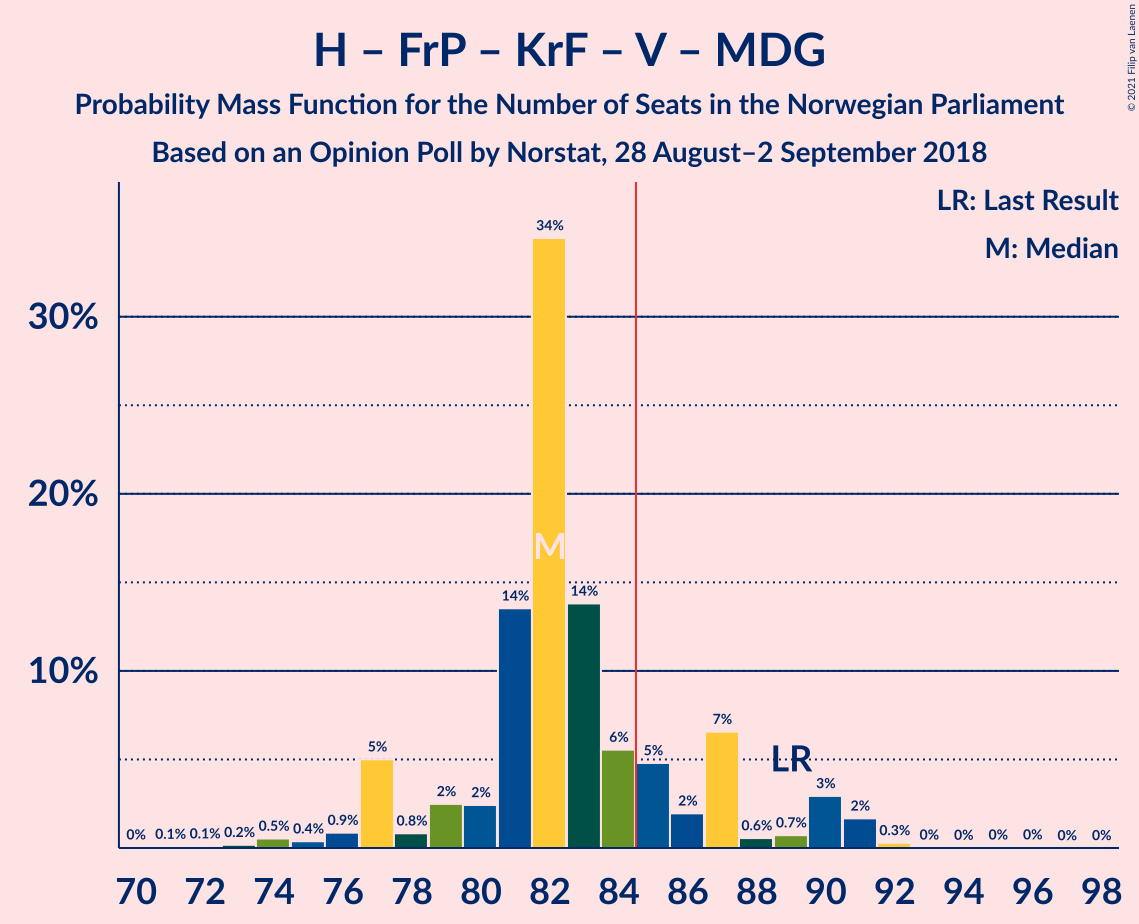 H – FrP – KrF – V – MDG
Probability Mass Function for the Number of Seats in the Norwegian Parliament
Based on an Opinion Poll by Norstat, 28 August–2 September 2018
© 2021 Filip van Laenen
LR: Last Result
M: Median
34%
30%
20%
M
14% 14%
10%
7%
6%
5% 5%
LR
3%
2% 2% 2% 2%
0% 0.1% 0.1% 0.2% 0.5% 0.4% 0.9% 0.8% 0.6% 0.7% 0.3% 0% 0% 0% 0% 0% 0%
70 72 74 76 78 80 82 84 86 88 90 92 94 96 98